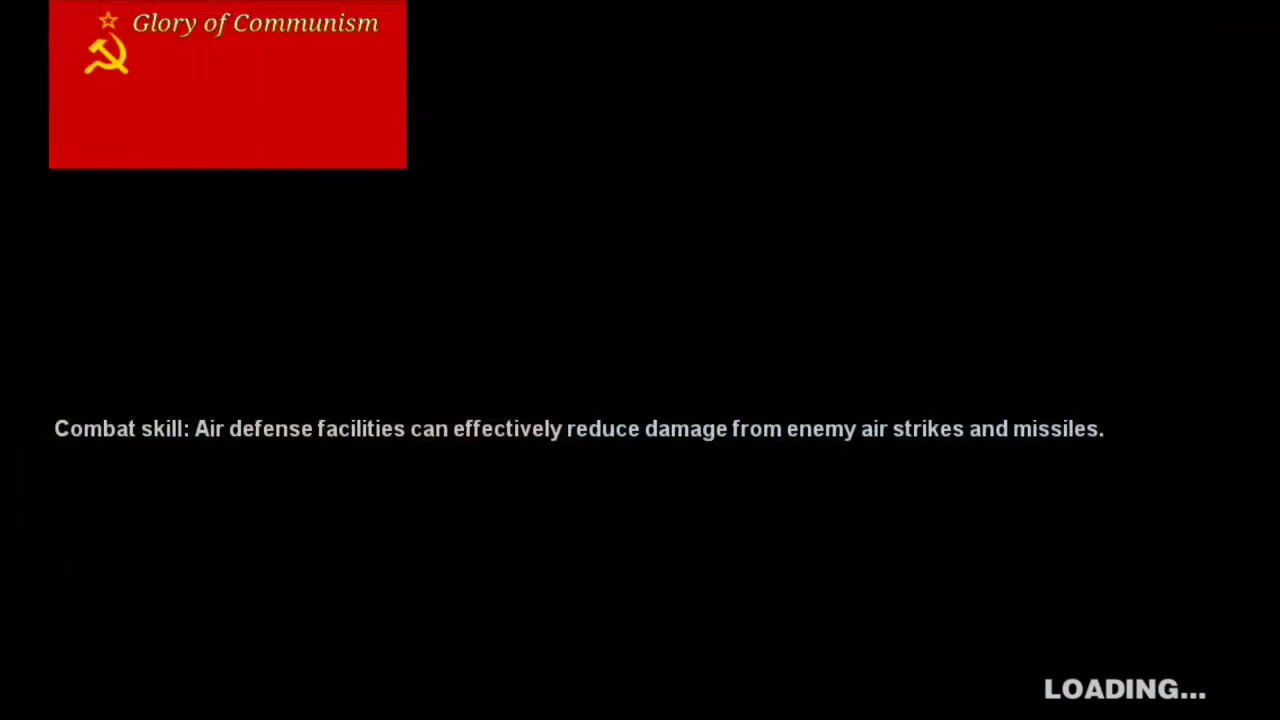 Glory of Communism
Combat skill: Air defense facilities can effectively reduce damage from enemy air strikes and missiles.
LOADING...